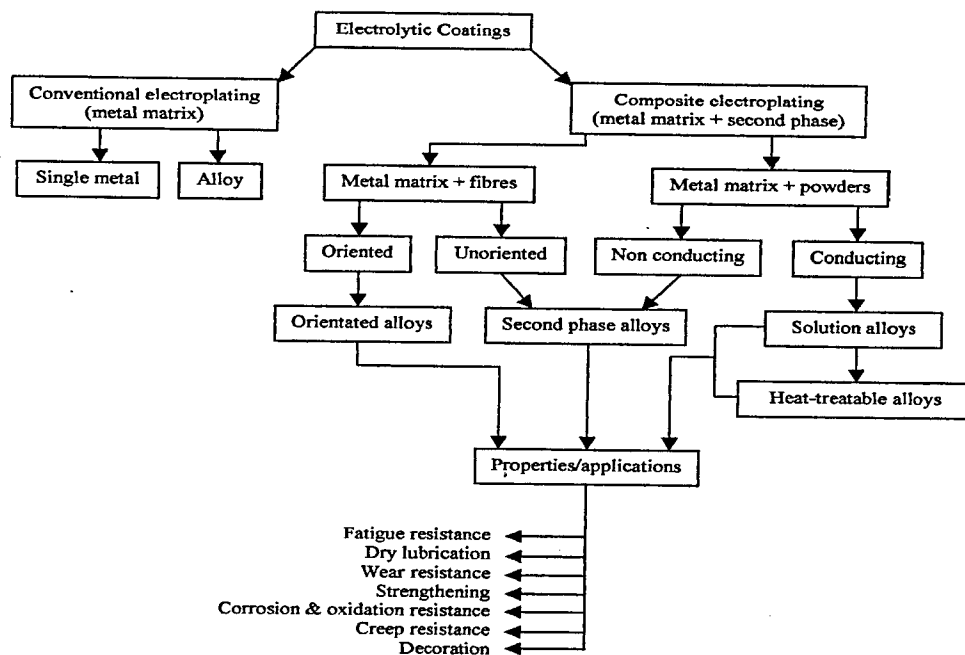 Electrolytic Coatings
Conventional electroplating
(metal matrix)
Composite electroplating
(metal matrix + second phase)
Single metal
Alloy
Metal matrix + fibres
Metal matrix + powders
Oriented
Unoriented
Non conducting
Conducting
Orientated alloys
Second phase alloys
Solution alloys
Heat-treatable alloys
Properties/applications
Fatigue resistance
Dry lubrication
Wear resistance
Strengthening
Corrosion & oxidation resistance
Creep resistance
Decoration